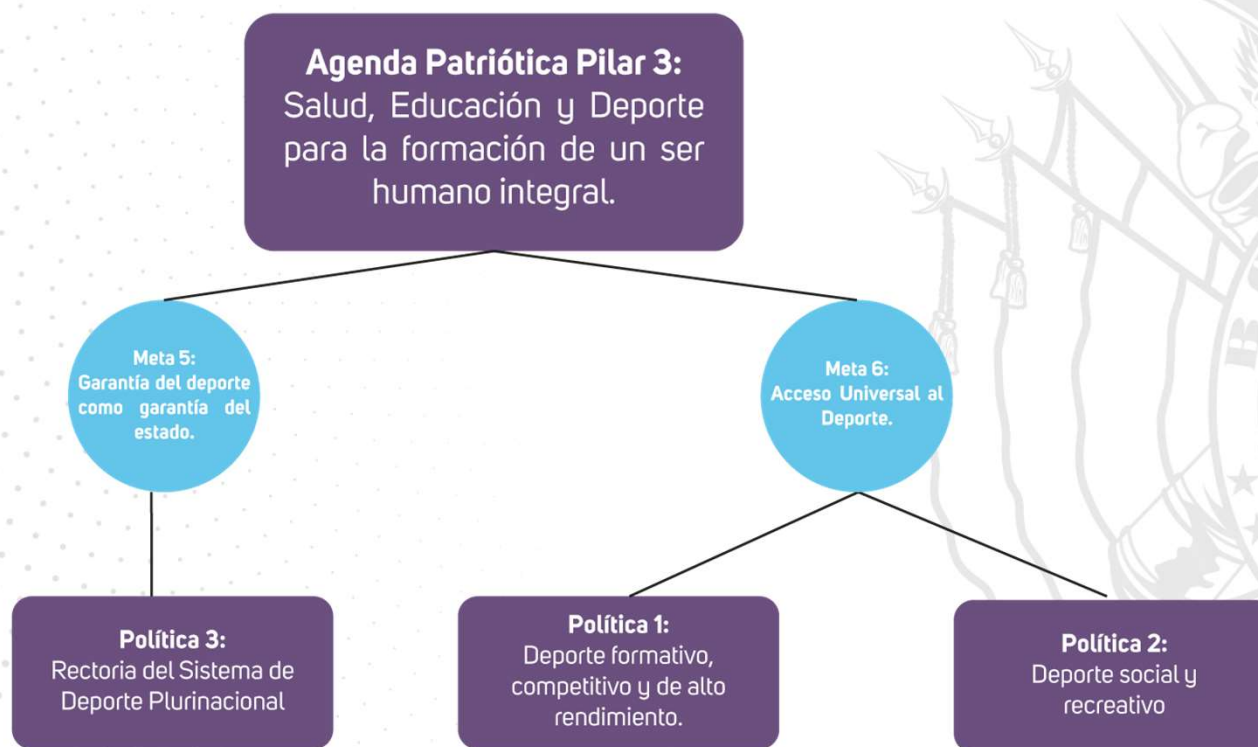 Agenda Patriótica Pilar 3:
Salud, Educación y Deporte
para la formación de un ser
humano integral.
Meta 5:
Garantía del deporte
como garantía del
estado.
Meta 6:
Acceso Universal al
Deporte.
Política 3:
Rectoria del Sistema de
Deporte Plurinacional
Política 1:
Deporte formativo,
competitivo y de alto
rendimiento.
Política 2:
Deporte social y
recreativo